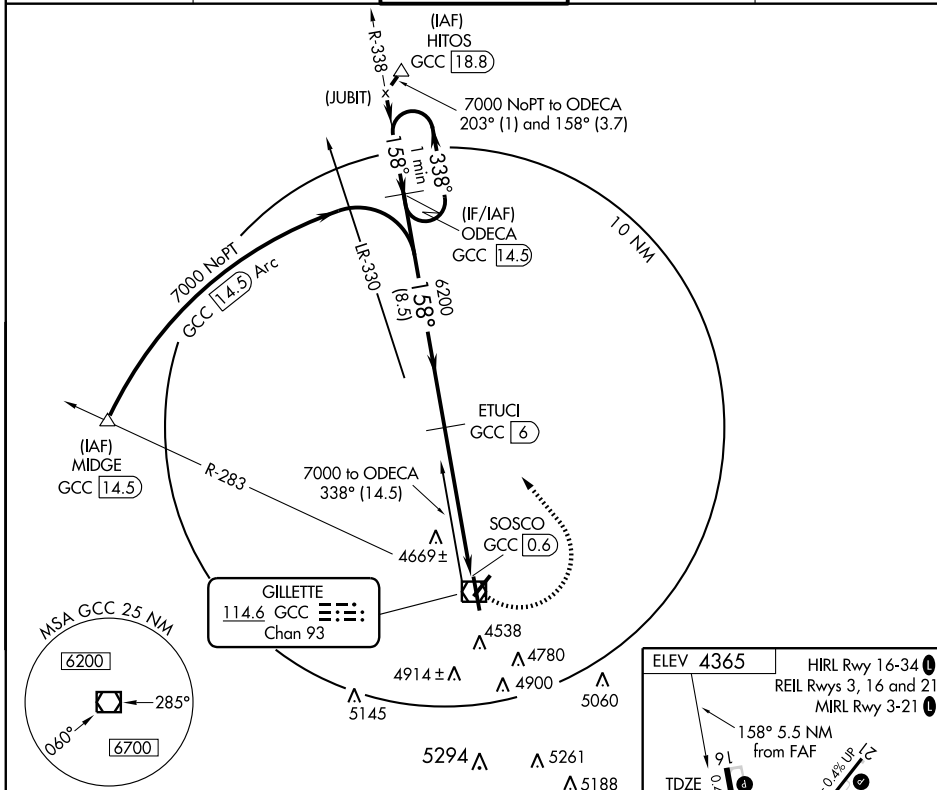 (IAF)
HITOS
GCC 18.8
R-338
(JUBIT)
7000 NoPT to ODECA
203° (1) and 158° (3.7)
158°
1 min
338°
(IF/IAF)
ODECA
GCC 14.5
10 NM
7000 NoPT
GCC 14.5 Arc
LR-330
6200
158°
(8.5)
ETUCI
GCC 6
(IAF)
MIDGE
GCC 14.5
R-283
7000 to ODECA
338° (14.5)
SOSCO
GCC 0.6
4669±
GILLETTE
114.6 GCC
Chan 93
4538
4780
4914±
4900
5060
5145
5294
5261
5188
MSA GCC 25 NM
6200
285°
060°
6700
ELEV 4365
HIRL Rwy 16-34 L
REIL Rwys 3, 16 and 21
MIRL Rwy 3-21 L
158° 5.5 NM
from FAF
16
21
0.4% UP
P
P
TDZE